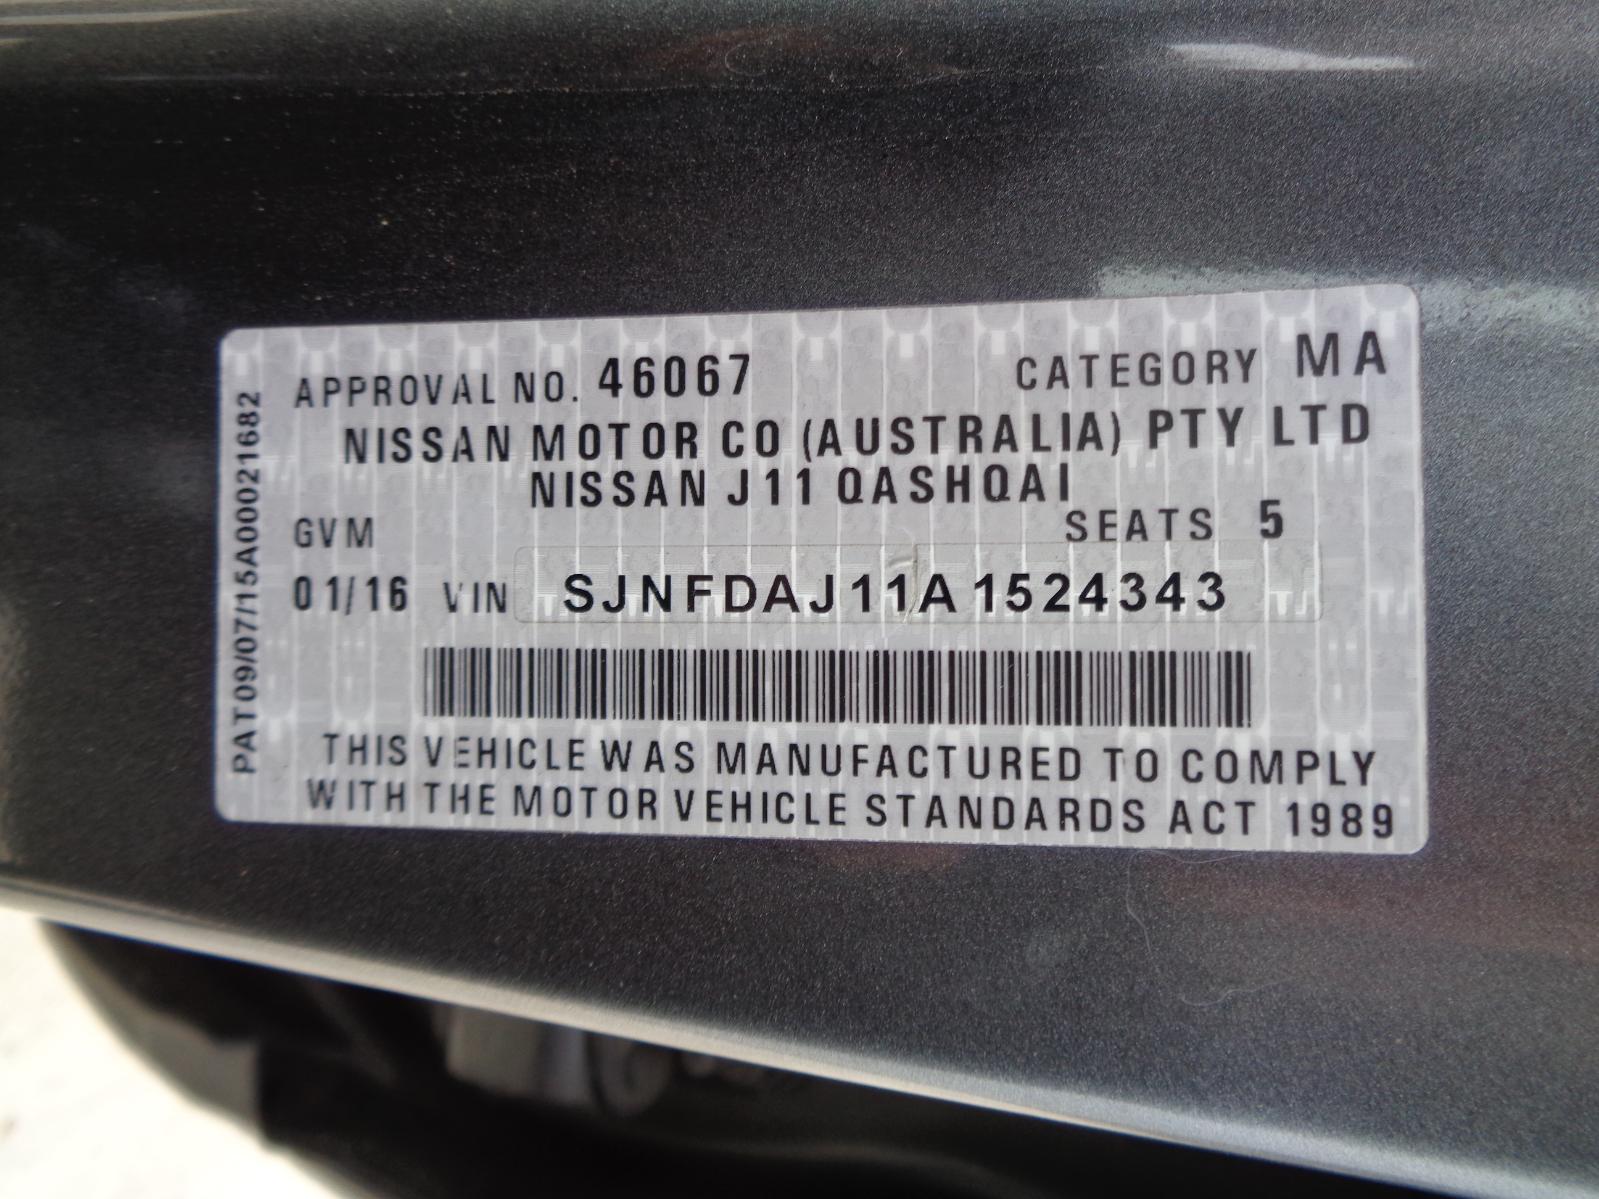 APPROVAL NO. 46067 CATEGORY MA
NISSAN MOTOR CO (AUSTRALIA) PTY LTD
NISSAN J11 QASHQAI
GVM SEATS 5
01/16 VIN SJNFDAJ11A1524343
THIS VEHICLE WAS MANUFACTURED TO COMPLY
WITH THE MOTOR VEHICLE STANDARDS ACT 1989
PAT09/07/15A00021682